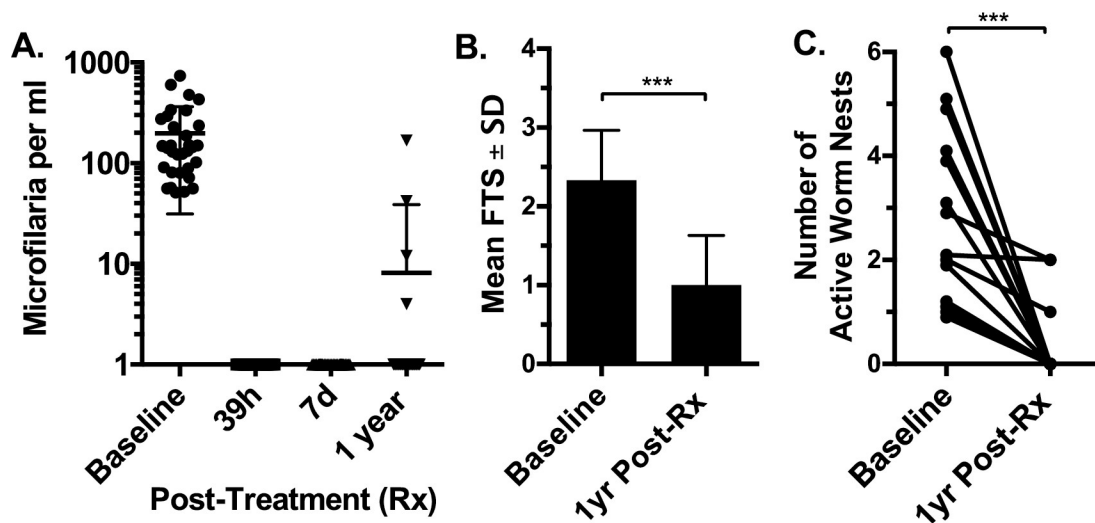 A.
Microfilaria per ml
1000
100
10
1
Baseline
39h
7d
1 year
Post-Treatment (Rx)
B.
Mean FTS ± SD
4
3
2
1
0
***
Baseline
1yr Post-Rx
C.
Number of
Active Worm Nests
6
4
2
0
***
Baseline
1yr Post-Rx